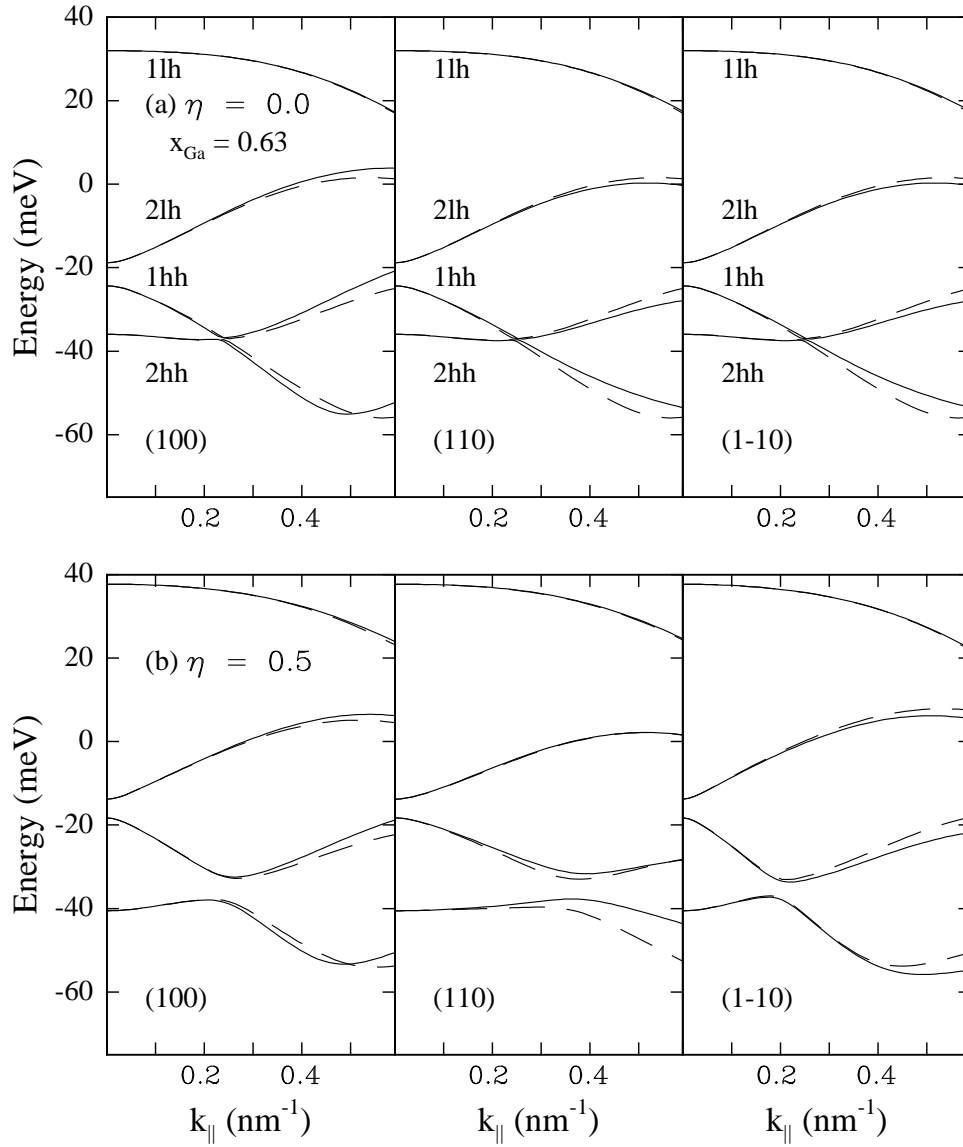 40
20
0
-20
-40
-60
Energy (meV)
1lh
1lh
1lh
(a) η = 0.0
x_Ga = 0.63
2lh
2lh
2lh
1hh
1hh
1hh
2hh
2hh
2hh
(100)
(110)
(1-10)
0.2 0.4
0.2 0.4
0.2 0.4
40
20
0
-20
-40
-60
Energy (meV)
(b) η = 0.5
(100)
(110)
(1-10)
0.2 0.4
0.2 0.4
0.2 0.4
k_|| (nm⁻¹)
k_|| (nm⁻¹)
k_|| (nm⁻¹)